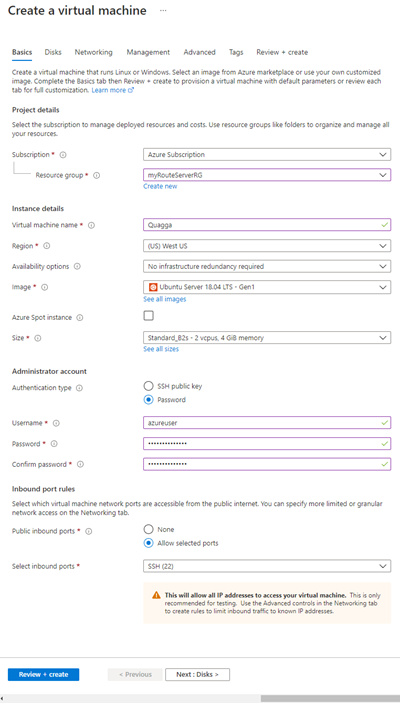 Create a virtual machine ...
Basics Disks Networking Management Advanced Tags Review + create
Create a virtual machine that runs Linux or Windows. Select an image from Azure marketplace or use your own customized
image. Complete the Basics tab then Review + create to provision a virtual machine with default parameters or review each
tab for full customization. Learn more
Project details
Select the subscription to manage deployed resources and costs. Use resource groups like folders to organize and manage all
your resources.
Subscription * Azure Subscription
Resource group * myRouteServerRG
Create new
Instance details
Virtual machine name * Quagga
Region * (US) West US
Availability options No infrastructure redundancy required
Image * Ubuntu Server 18.04 LTS - Gen1
See all images
Azure Spot instance
Size * Standard_B2s - 2 vcpus, 4 GiB memory
See all sizes
Administrator account
Authentication type SSH public key
Password
Username * azureuser
Password * ••••••••••••••
Confirm password * ••••••••••••••
Inbound port rules
Select which virtual machine network ports are accessible from the public internet. You can specify more limited or granular
network access on the Networking tab.
Public inbound ports * None
Allow selected ports
Select inbound ports * SSH (22)
This will allow all IP addresses to access your virtual machine. This is only
recommended for testing. Use the Advanced controls in the Networking tab
to create rules to limit inbound traffic to known IP addresses.
Review + create < Previous Next : Disks >